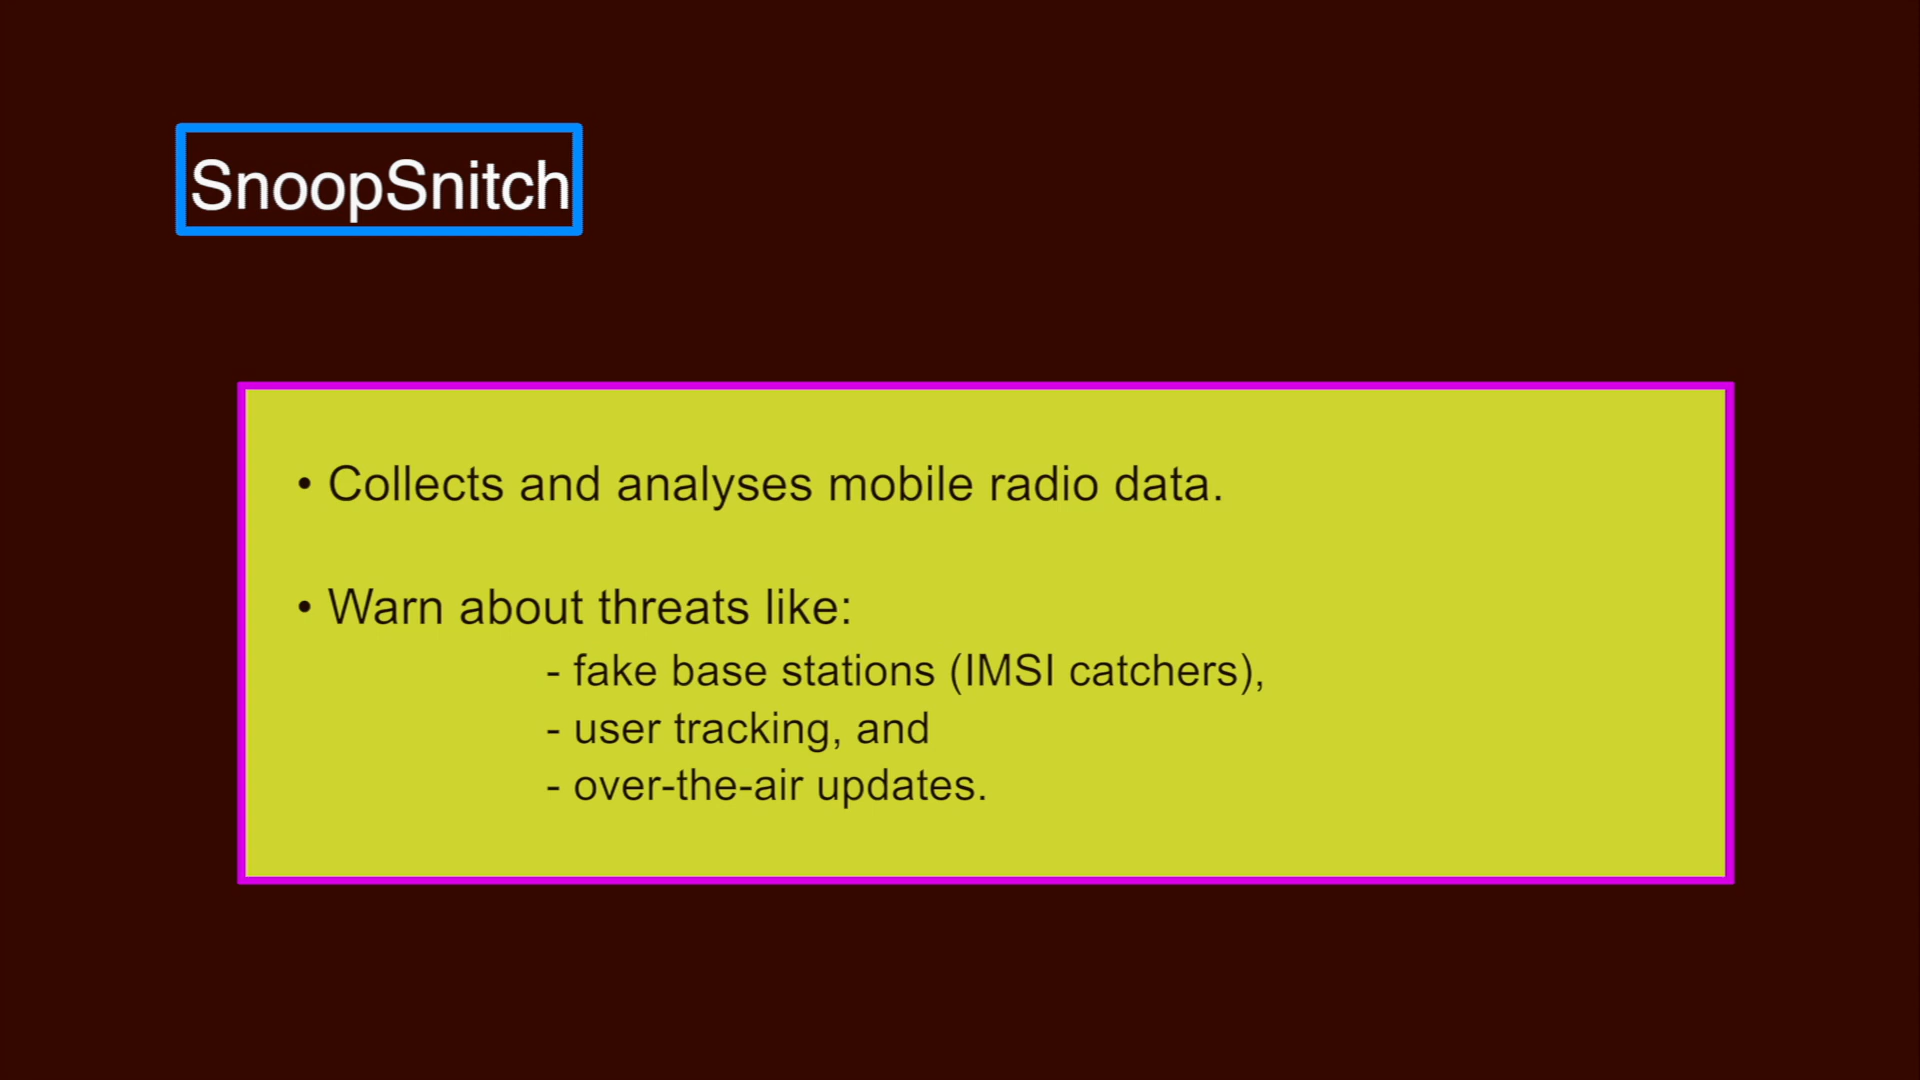 SnoopSnitch
• Collects and analyses mobile radio data.
• Warn about threats like:
- fake base stations (IMSI catchers),
- user tracking, and
- over-the-air updates.